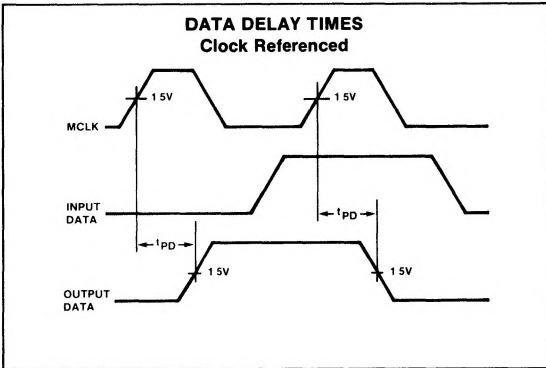 DATA DELAY TIMES
Clock Referenced
1 5V
1 5V
MCLK
INPUT
DATA
tPD
tPD
1 5V
1 5V
OUTPUT
DATA